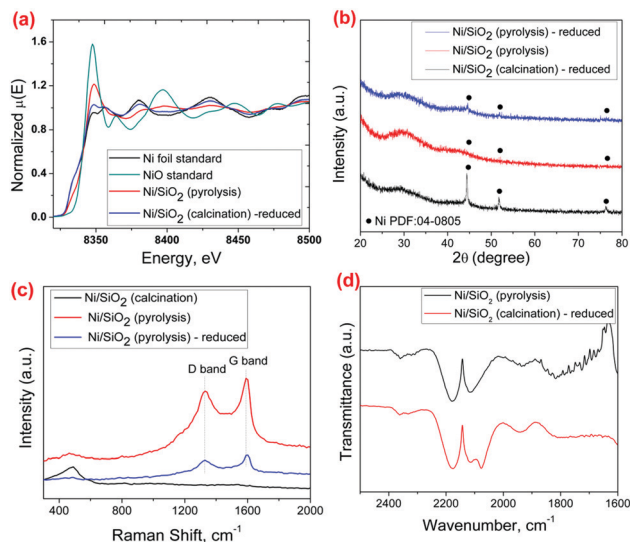 (a)
Normalized μ(E)
1.6
1.2
0.8
0.4
0.0
Ni foil standard
NiO standard
Ni/SiO2 (pyrolysis)
Ni/SiO2 (calcination) -reduced
8350 8400 8450 8500
Energy, eV
(b)
Intensity (a.u.)
Ni/SiO2 (pyrolysis) - reduced
Ni/SiO2 (pyrolysis)
Ni/SiO2 (calcination) - reduced
Ni PDF:04-0805
20 30 40 50 60 70 80
2θ (degree)
(c)
Intensity (a.u.)
Ni/SiO2 (calcination)
Ni/SiO2 (pyrolysis)
Ni/SiO2 (pyrolysis) - reduced
D band
G band
400 800 1200 1600 2000
Raman Shift, cm-1
(d)
Transmittance (a.u.)
Ni/SiO2 (pyrolysis)
Ni/SiO2 (calcination) - reduced
2400 2200 2000 1800 1600
Wavenumber, cm-1